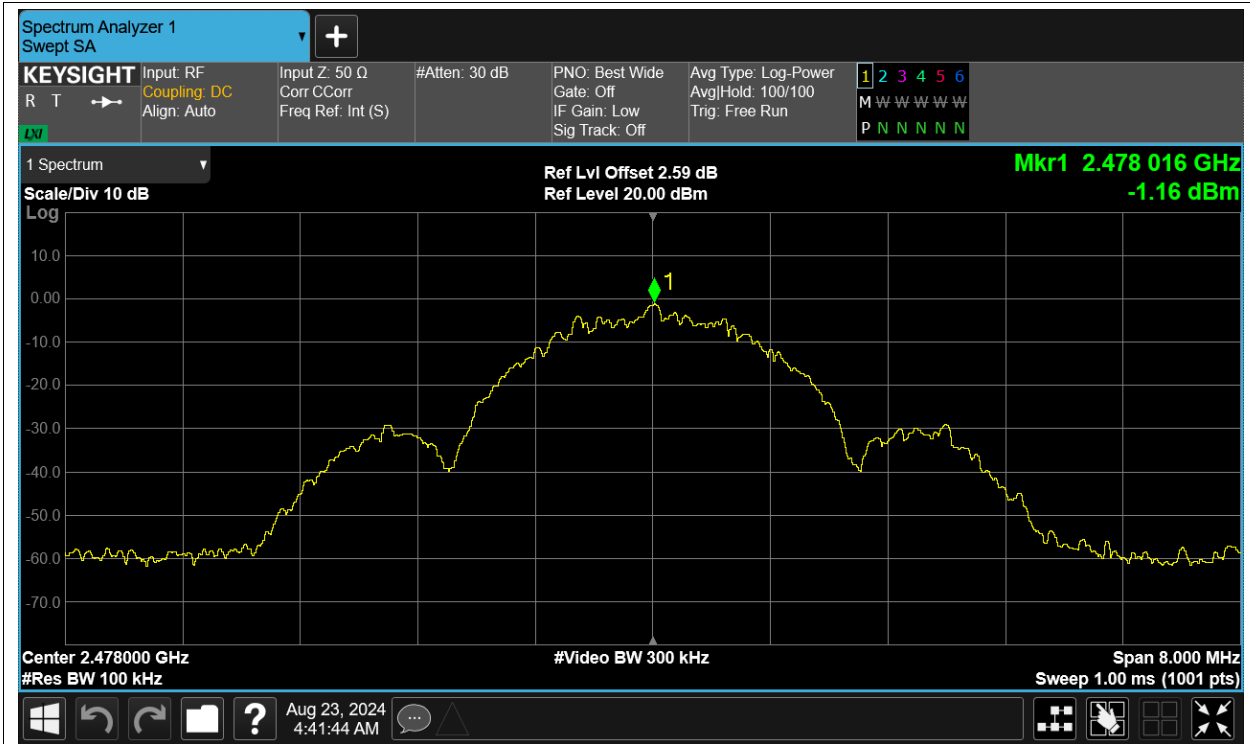 Spectrum Analyzer 1
Swept SA
KEYSIGHT
R T
LXI
Input: RF
Coupling: DC
Align: Auto
Input Z: 50 Ω
Corr CCorr
Freq Ref: Int (S)
#Atten: 30 dB
PNO: Best Wide
Gate: Off
IF Gain: Low
Sig Track: Off
Avg Type: Log-Power
Avg|Hold: 100/100
Trig: Free Run
1 2 3 4 5 6
M W W W W W
P N N N N N
1 Spectrum
Scale/Div 10 dB
Log
Ref Lvl Offset 2.59 dB
Ref Level 20.00 dBm
Mkr1 2.478 016 GHz
-1.16 dBm
1
10.0
0.00
-10.0
-20.0
-30.0
-40.0
-50.0
-60.0
-70.0
Center 2.478000 GHz
#Video BW 300 kHz
Span 8.000 MHz
#Res BW 100 kHz
Sweep 1.00 ms (1001 pts)
?
Aug 23, 2024
4:41:44 AM